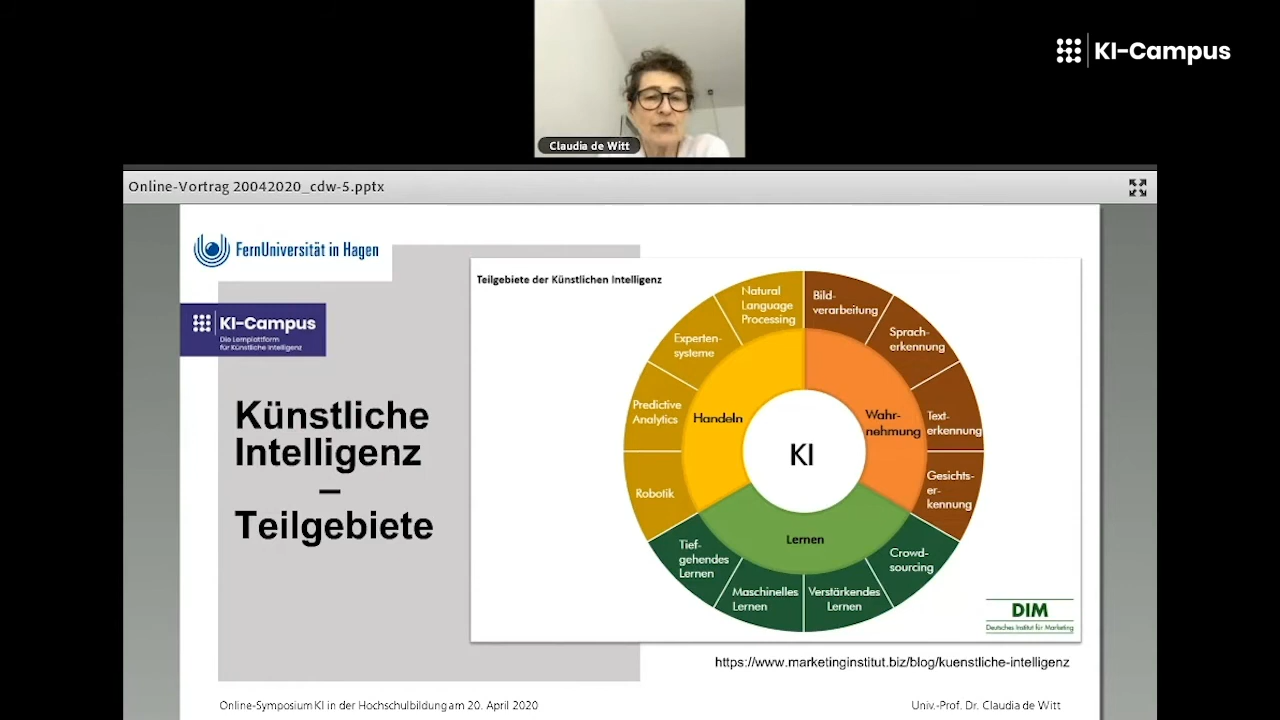 KI-Campus
Claudia de Witt
Online-Vortrag 20042020_cdw-5.pptx
FernUniversität in Hagen
KI-Campus
Die Lernplattform
für Künstliche Intelligenz
Künstliche
Intelligenz
–
Teilgebiete
Teilgebiete der Künstlichen Intelligenz
Natural
Language
Processing
Bild-
verarbeitung
Experten-
systeme
Sprach-
erkennung
Predictive
Analytics
Handeln
Wahr-
nehmung
Text-
erkennung
KI
Robotik
Gesichts-
er-
kennung
Lernen
Tief-
gehendes
Lernen
Crowd-
sourcing
Maschinelles
Lernen
Verstärkendes
Lernen
DIM
Deutsches Institut für Marketing
https://www.marketinginstitut.biz/blog/kuenstliche-intelligenz
Online-Symposium KI in der Hochschulbildung am 20. April 2020
Univ.-Prof. Dr. Claudia de Witt